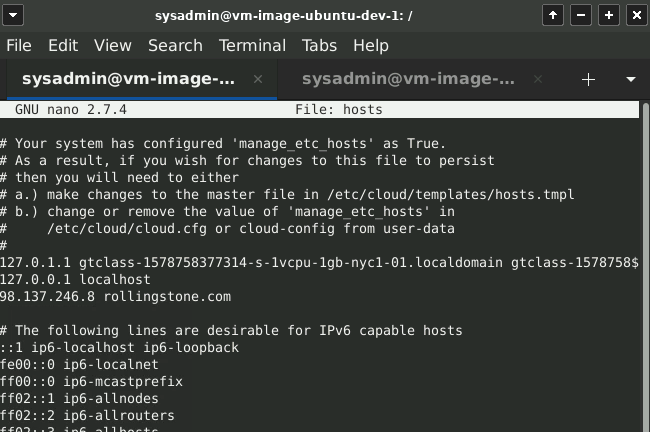 sysadmin@vm-image-ubuntu-dev-1: /
File Edit View Search Terminal Tabs Help
sysadmin@vm-image-... × sysadmin@vm-image-... ×
GNU nano 2.7.4 File: hosts
# Your system has configured 'manage_etc_hosts' as True.
# As a result, if you wish for changes to this file to persist
# then you will need to either
# a.) make changes to the master file in /etc/cloud/templates/hosts.tmpl
# b.) change or remove the value of 'manage_etc_hosts' in
#     /etc/cloud/cloud.cfg or cloud-config from user-data
#
127.0.1.1 gtclass-1578758377314-s-1vcpu-1gb-nyc1-01.localdomain gtclass-1578758$
127.0.0.1 localhost
98.137.246.8 rollingstone.com
# The following lines are desirable for IPv6 capable hosts
::1 ip6-localhost ip6-loopback
fe00::0 ip6-localnet
ff00::0 ip6-mcastprefix
ff02::1 ip6-allnodes
ff02::2 ip6-allrouters
ff02::3 ip6-allhosts